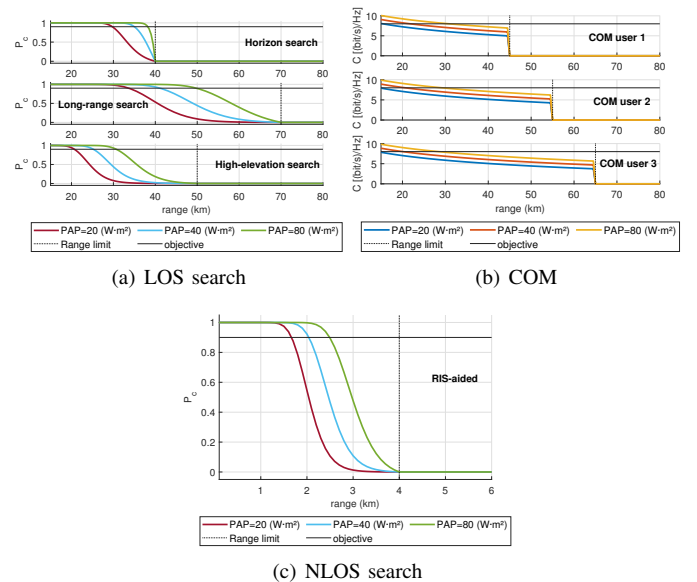 1
0.5
0
P_c
Horizon search
20 30 40 50 60 70 80
1
0.5
0
Long-range search
20 30 40 50 60 70 80
1
0.5
0
High-elevation search
20 30 40 50 60 70 80
range (km)
PAP=20 (W·m²) PAP=40 (W·m²) PAP=80 (W·m²)
Range limit objective
(a) LOS search
10
5
0
C [(bit/s)/Hz]
COM user 1
20 30 40 50 60 70 80
10
5
0
C [(bit/s)/Hz]
COM user 2
20 30 40 50 60 70 80
10
5
0
C [(bit/s)/Hz]
COM user 3
20 30 40 50 60 70 80
range (km)
PAP=20 (W·m²) PAP=40 (W·m²) PAP=80 (W·m²)
Range limit objective
(b) COM
1
0.8
0.6
0.4
0.2
0
P_c
RIS-aided
1 2 3 4 5 6
range (km)
PAP=20 (W·m²) PAP=40 (W·m²) PAP=80 (W·m²)
Range limit objective
(c) NLOS search